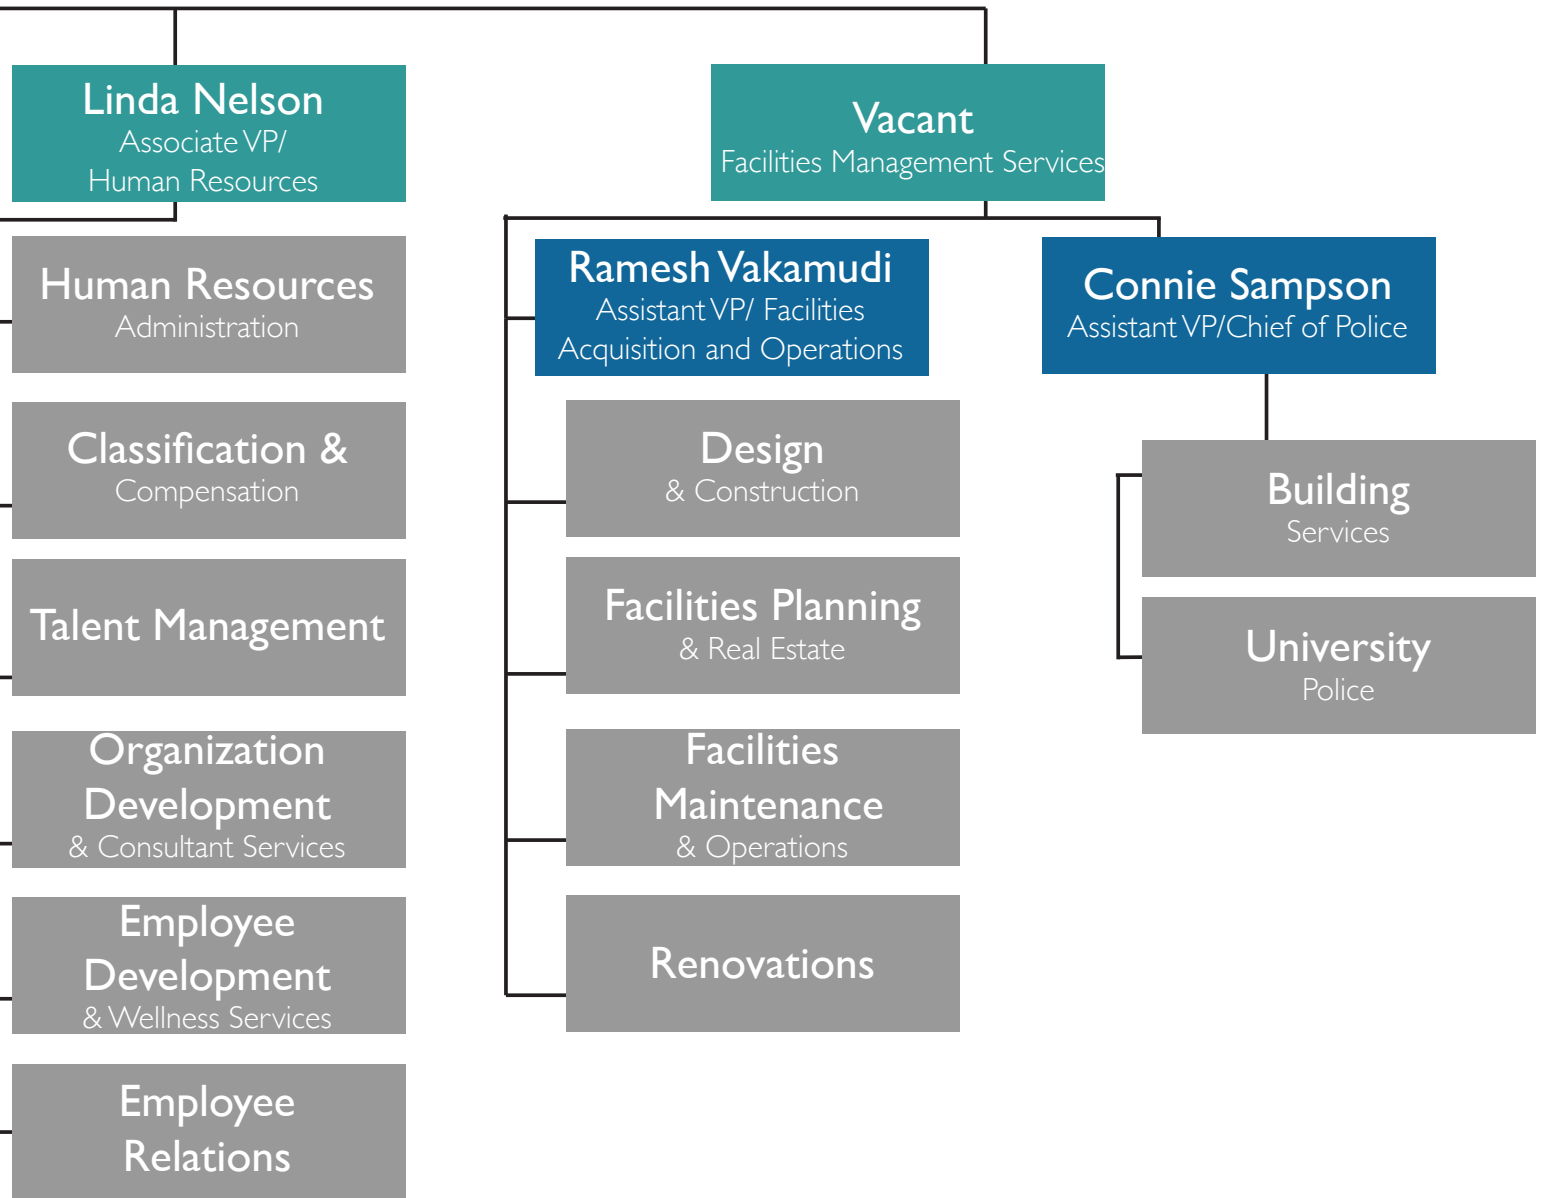 Linda Nelson
Associate VP/
Human Resources
Human Resources
Administration
Classification &
Compensation
Talent Management
Organization
Development
& Consultant Services
Employee
Development
& Wellness Services
Employee
Relations
Vacant
Facilities Management Services
Ramesh Vakamudi
Assistant VP/ Facilities
Acquisition and Operations
Design
& Construction
Facilities Planning
& Real Estate
Facilities
Maintenance
& Operations
Renovations
Connie Sampson
Assistant VP/Chief of Police
Building
Services
University
Police